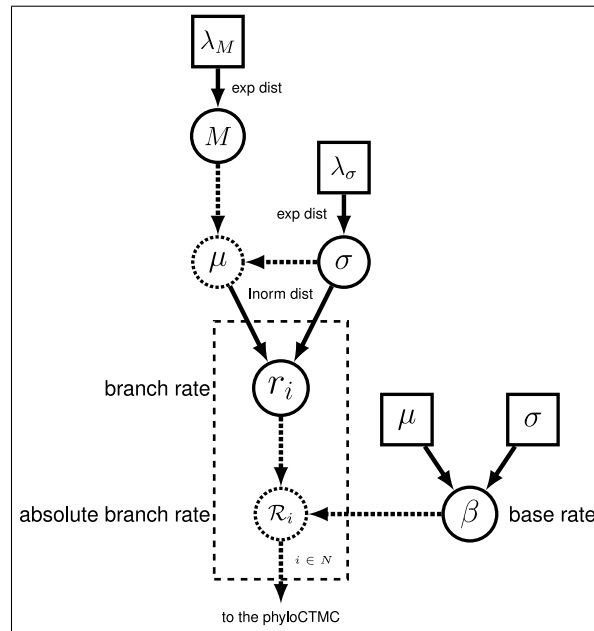 λ_M
exp dist
M
λ_σ
exp dist
μ
σ
lnorm dist
branch rate
r_i
μ
σ
absolute branch rate
ℛ_i
β
base rate
i ∈ N
to the phyloCTMC